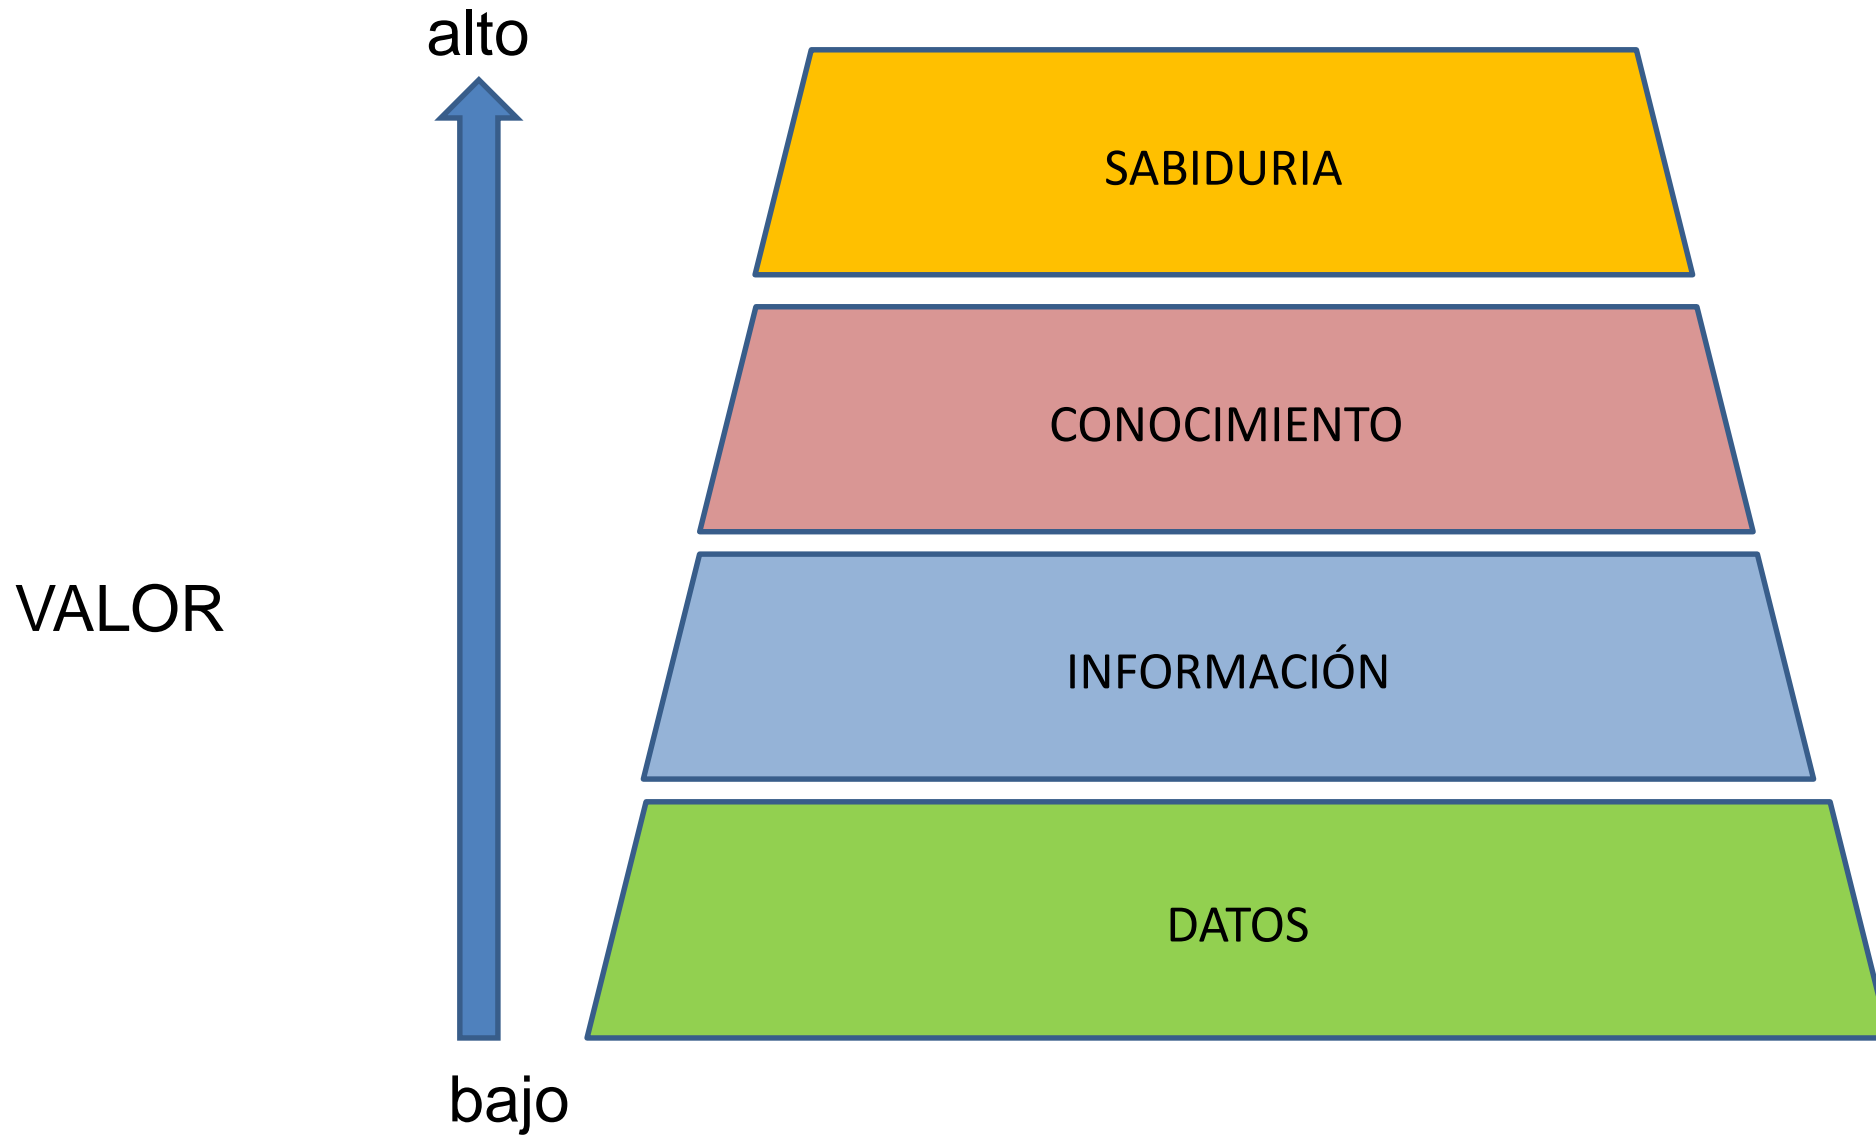 alto
SABIDURIA
CONOCIMIENTO
VALOR
INFORMACIÓN
DATOS
bajo